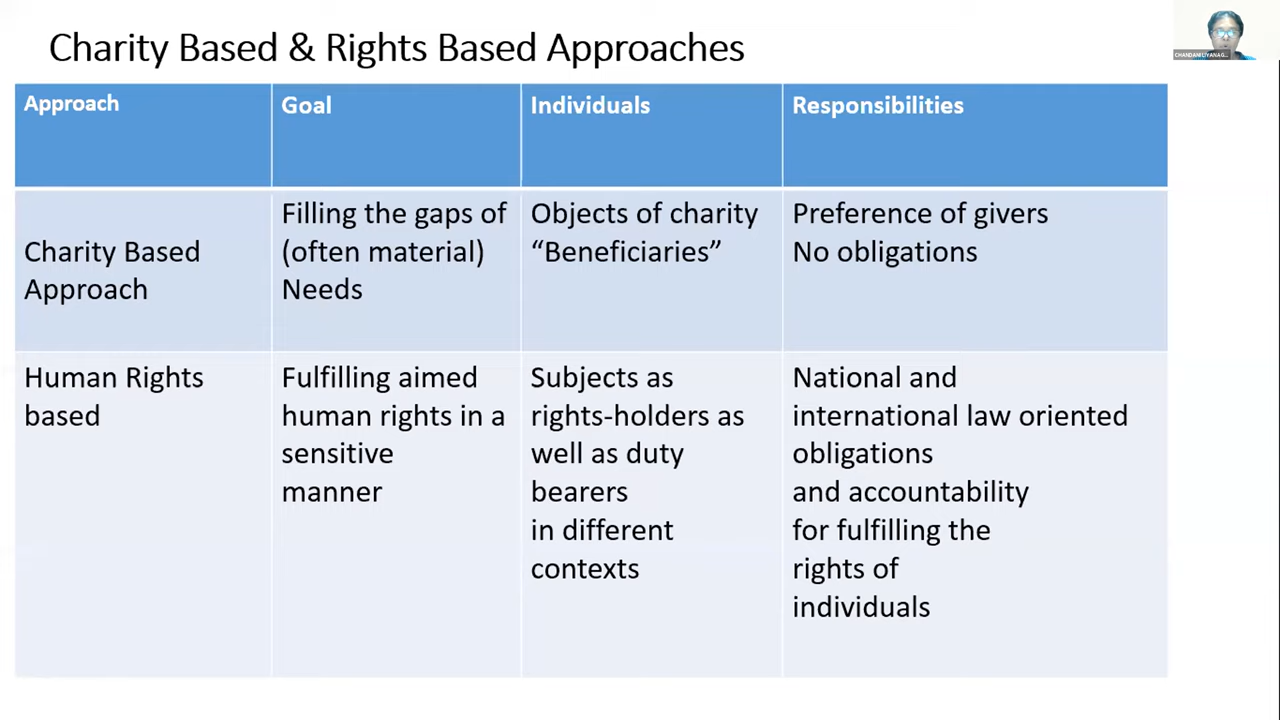 Charity Based & Rights Based Approaches
CHANDANI LIYANAG...
Approach
Goal
Individuals
Responsibilities
Charity Based
Approach
Filling the gaps of
(often material)
Needs
Objects of charity
“Beneficiaries”
Preference of givers
No obligations
Human Rights
based
Fulfilling aimed
human rights in a
sensitive
manner
Subjects as
rights-holders as
well as duty
bearers
in different
contexts
National and
international law oriented
obligations
and accountability
for fulfilling the
rights of
individuals